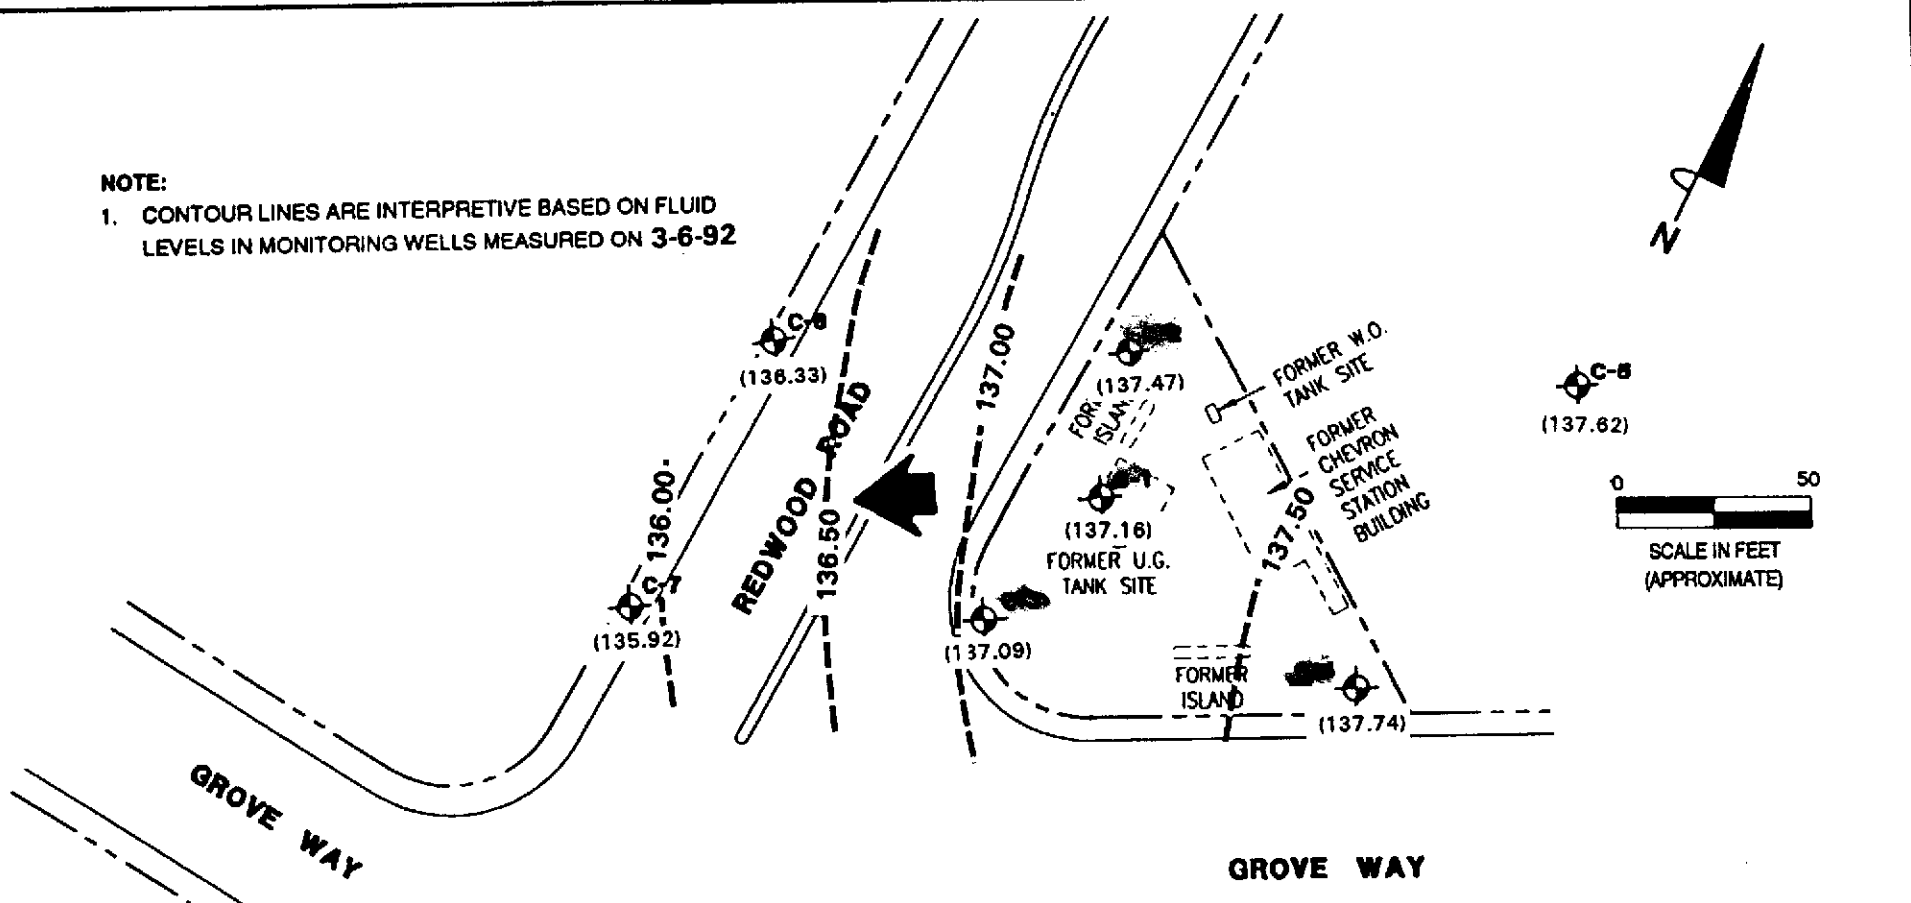 NOTE:
1. CONTOUR LINES ARE INTERPRETIVE BASED ON FLUID
LEVELS IN MONITORING WELLS MEASURED ON 3-6-92
N
(136.33)
136.00
136.50
137.00
137.50
REDWOOD ROAD
C-7
(135.92)
(137.47)
FORMER W.O.
TANK SITE
ISLAND
FORMER
CHEVRON
SERVICE
STATION
BUILDING
(137.16)
FORMER U.G.
TANK SITE
(137.09)
FORMER
ISLAND
(137.74)
(137.62)
0 50
SCALE IN FEET
(APPROXIMATE)
GROVE WAY
GROVE WAY